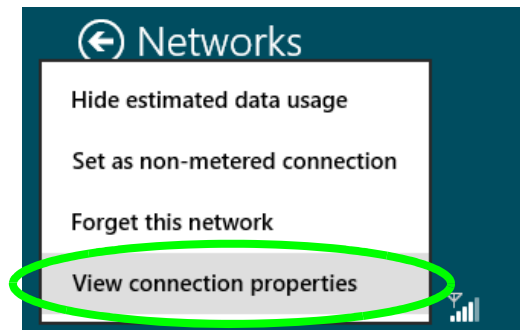 Networks
Hide estimated data usage
Set as non-metered connection
Forget this network
View connection properties